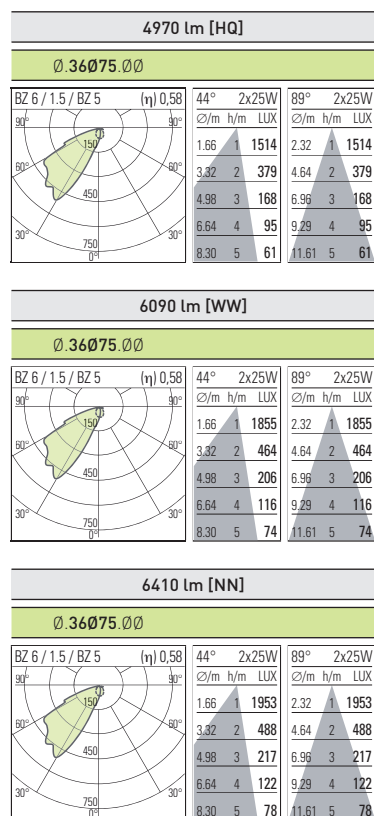 4970 lm [HQ]
Ø.36Ø75.ØØ
BZ 6 / 1.5 / BZ 5 (η) 0,58
90° 90°
150
60° 60°
450
30° 30°
750
0°
44° 2x25W
∅/m h/m LUX
1.66 1 1514
3.32 2 379
4.98 3 168
6.64 4 95
8.30 5 61
89° 2x25W
∅/m h/m LUX
2.32 1 1514
4.64 2 379
6.96 3 168
9.29 4 95
11.61 5 61
6090 lm [WW]
Ø.36Ø75.ØØ
BZ 6 / 1.5 / BZ 5 (η) 0,58
90° 90°
150
60° 60°
450
30° 30°
750
0°
44° 2x25W
∅/m h/m LUX
1.66 1 1855
3.32 2 464
4.98 3 206
6.64 4 116
8.30 5 74
89° 2x25W
∅/m h/m LUX
2.32 1 1855
4.64 2 464
6.96 3 206
9.29 4 116
11.61 5 74
6410 lm [NN]
Ø.36Ø75.ØØ
BZ 6 / 1.5 / BZ 5 (η) 0,58
90° 90°
150
60° 60°
450
30° 30°
750
0°
44° 2x25W
∅/m h/m LUX
1.66 1 1953
3.32 2 488
4.98 3 217
6.64 4 122
8.30 5 78
89° 2x25W
∅/m h/m LUX
2.32 1 1953
4.64 2 488
6.96 3 217
9.29 4 122
11.61 5 78